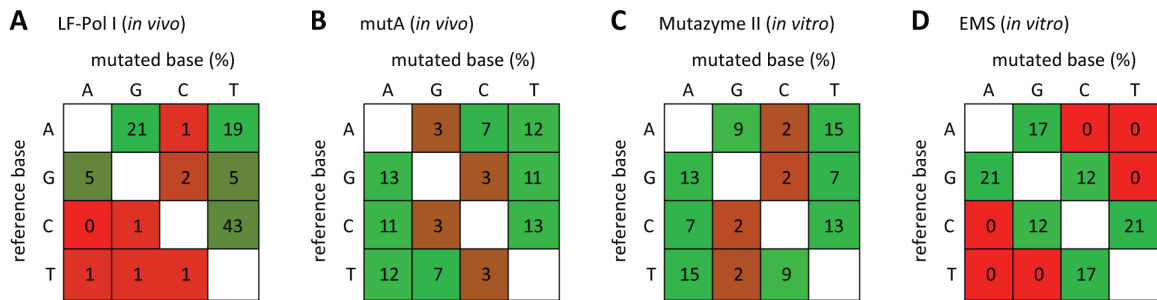 A LF-Pol I (in vivo)
mutated base (%)
A G C T
reference base
A 21 1 19
G 5 2 5
C 0 1 43
T 1 1 1
B mutA (in vivo)
mutated base (%)
A G C T
A 3 7 12
G 13 3 11
C 11 3 13
T 12 7 3
C Mutazyme II (in vitro)
mutated base (%)
A G C T
reference base
A 9 2 15
G 13 2 7
C 7 2 13
T 15 2 9
D EMS (in vitro)
mutated base (%)
A G C T
reference base
A 17 0 0
G 21 12 0
C 0 12 21
T 0 0 17